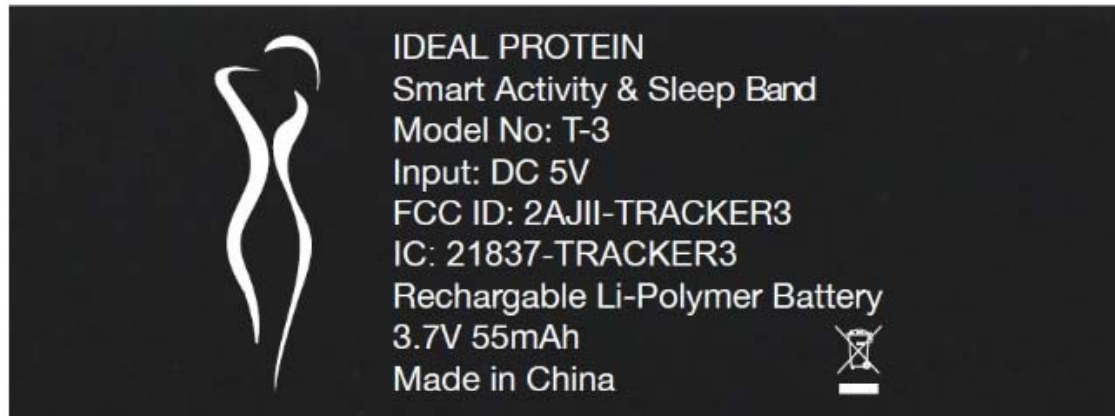 IDEAL PROTEIN
Smart Activity & Sleep Band
Model No: T-3
Input: DC 5V
FCC ID: 2AJII-TRACKER3
IC: 21837-TRACKER3
Rechargable Li-Polymer Battery
3.7V 55mAh
Made in China